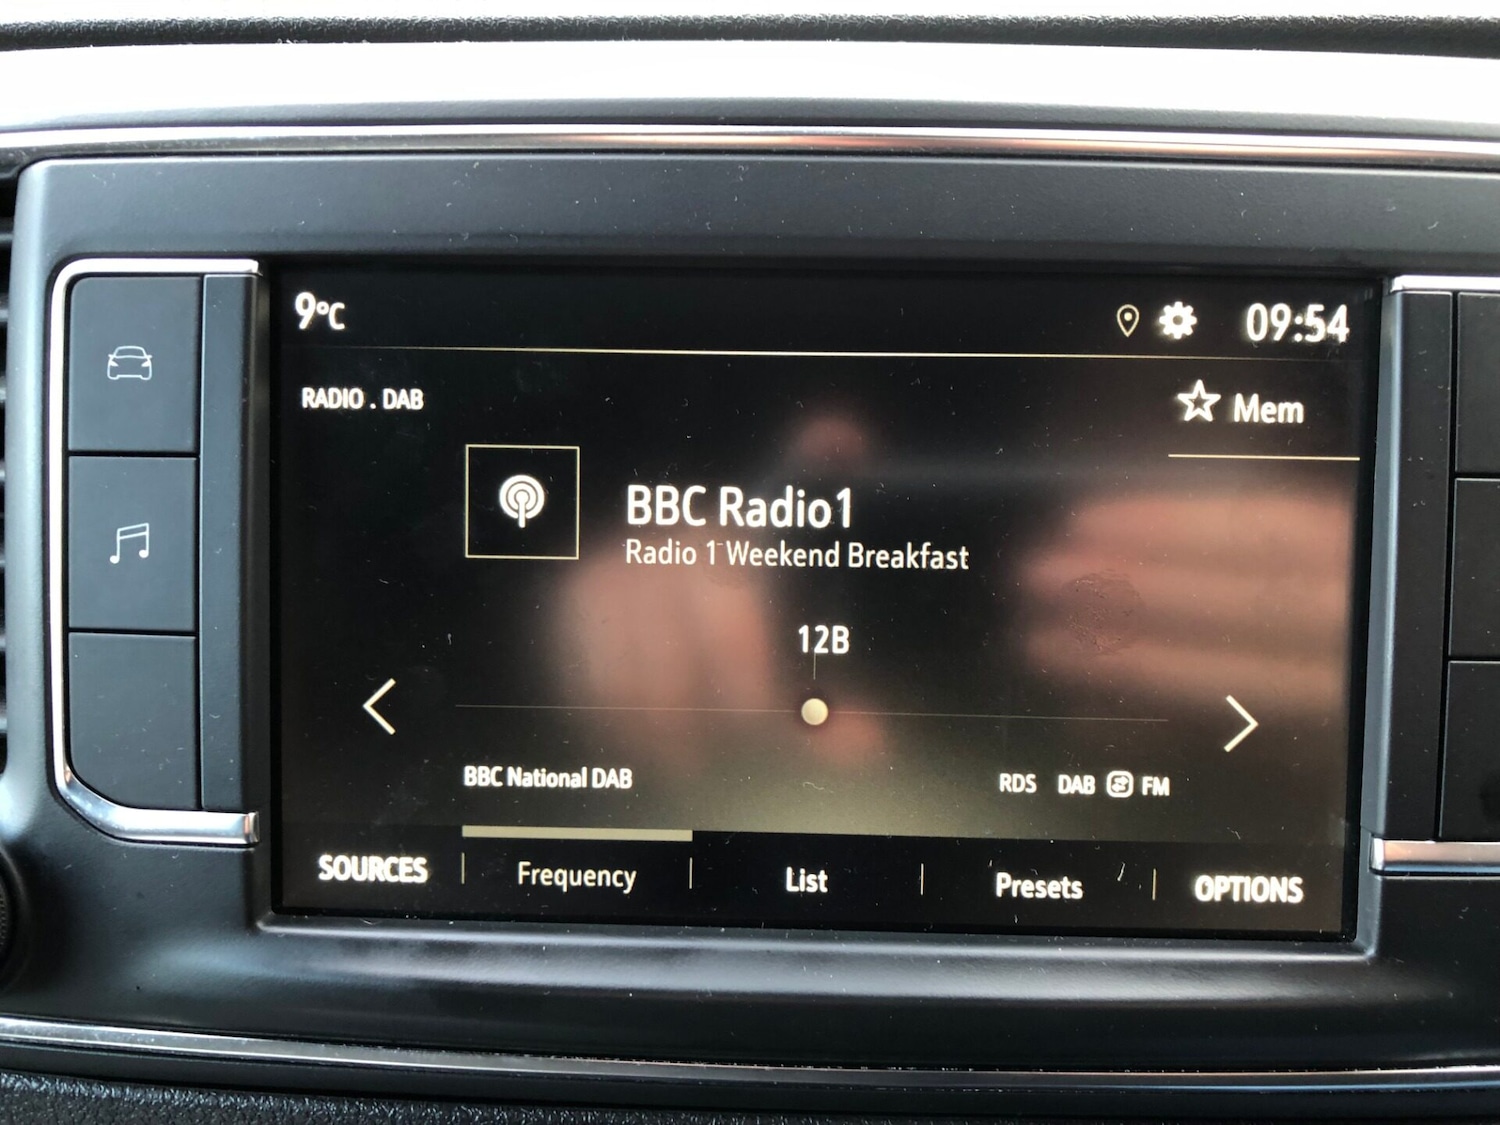 9°C
09:54
RADIO . DAB
Mem
BBC Radio1
Radio 1 Weekend Breakfast
12B
BBC National DAB
RDS DAB FM
SOURCES
Frequency
List
Presets
OPTIONS